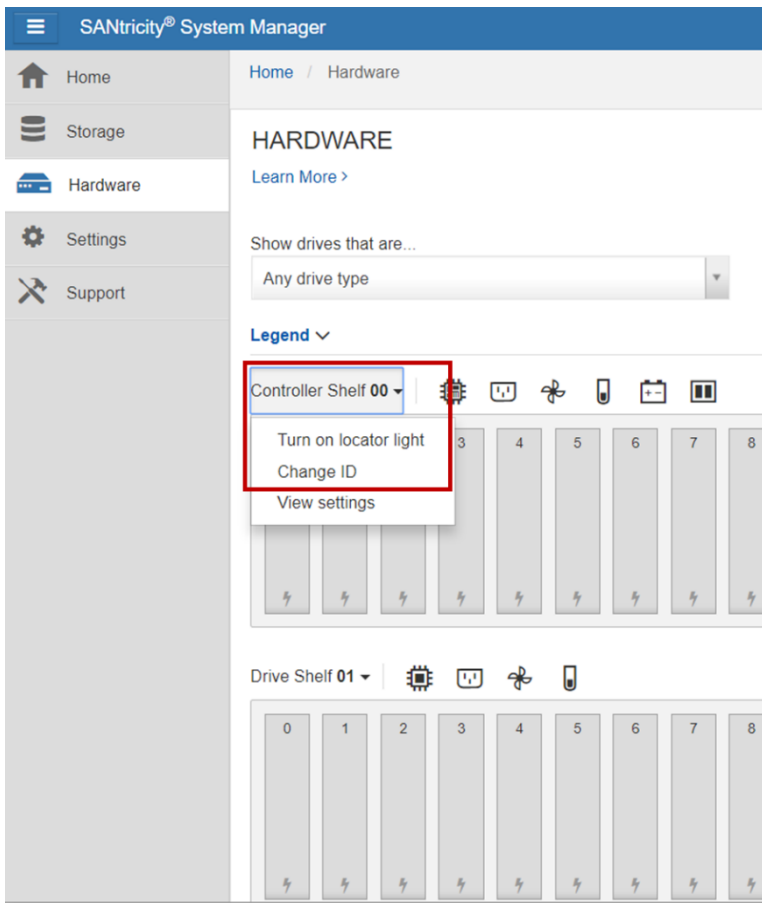 SANtricity® System Manager
Home
Storage
Hardware
Settings
Support
Home / Hardware
HARDWARE
Learn More >
Show drives that are...
Any drive type
Legend
Controller Shelf 00
Turn on locator light
Change ID
View settings
3 4 5 6 7 8
Drive Shelf 01
0 1 2 3 4 5 6 7 8